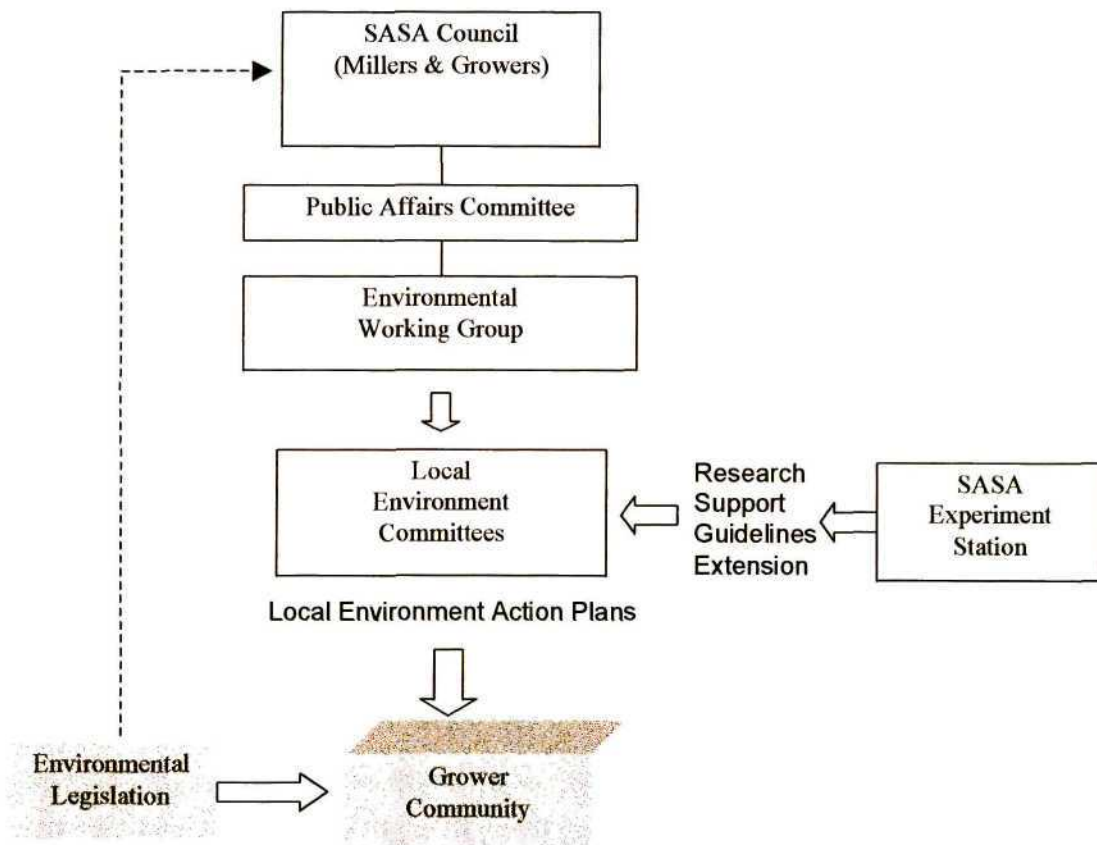 SASA Council
(Millers & Growers)
Public Affairs Committee
Environmental
Working Group
Local
Environment
Committees
Research
Support
Guidelines
Extension
SASA
Experiment
Station
Local Environment Action Plans
Environmental
Legislation
Grower
Community